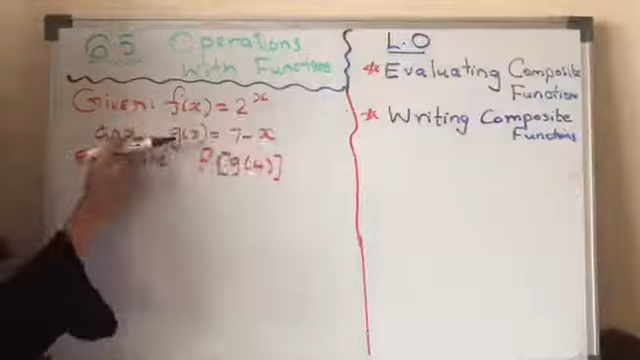 6.5 Operations
with Functions
Given: f(x) = 2^x
g(x) = 7 - x
[g(4)]
L.O
* Evaluating Composite
Function
* Writing Composite
Functions